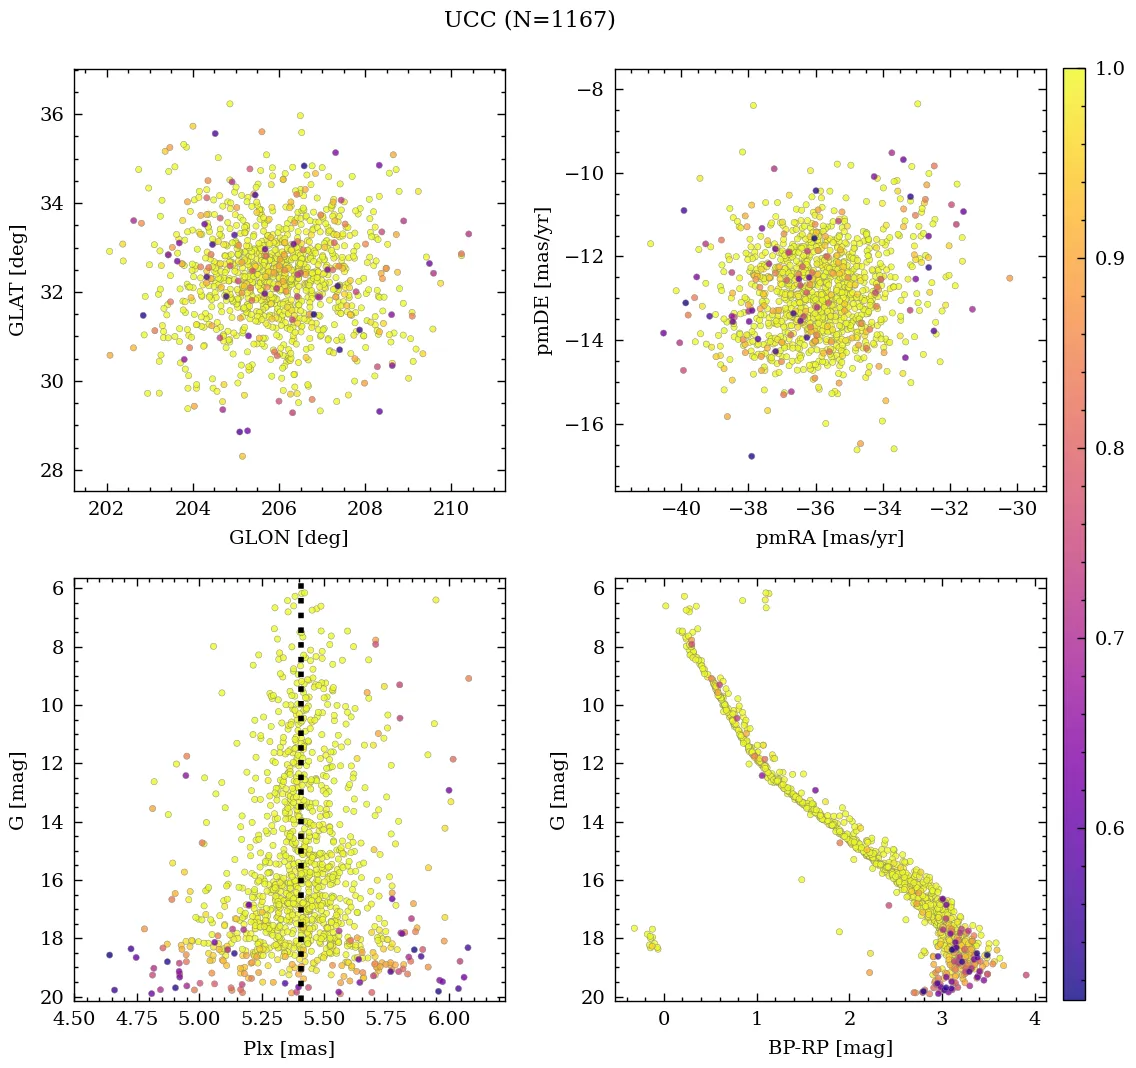 UCC (N=1167)
36
34
32
30
28
GLAT [deg]
202 204 206 208 210
GLON [deg]
−8
−10
−12
−14
−16
pmDE [mas/yr]
−40 −38 −36 −34 −32 −30
pmRA [mas/yr]
1.0
0.9
0.8
0.7
0.6
6
8
10
12
14
16
18
20
G [mag]
4.50 4.75 5.00 5.25 5.50 5.75 6.00
Plx [mas]
6
8
10
12
14
16
18
20
G [mag]
0 1 2 3 4
BP-RP [mag]